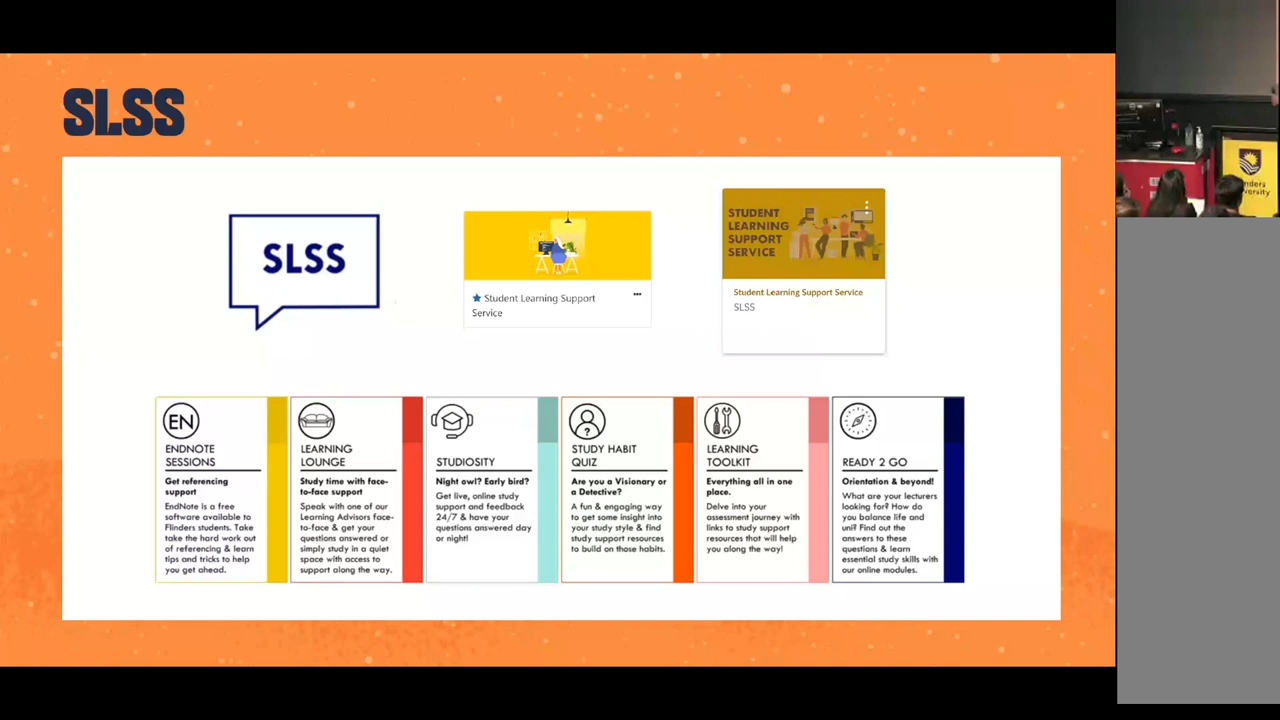 SLSS
SLSS
★ Student Learning Support
Service
STUDENT
LEARNING
SUPPORT
SERVICE
Student Learning Support Service
SLSS
EN
ENDNOTE
SESSIONS
Get referencing
support
EndNote is a free
software available to
Flinders students. Take
take the hard work out
of referencing & learn
tips and tricks to help
you get ahead.
LEARNING
LOUNGE
Study time with face-
to-face support
Speak with one of our
Learning Advisors face-
to-face & get your
questions answered or
simply study in a quiet
space with access to
support along the way.
STUDIOSITY
Night owl? Early bird?
Get live, online study
support and feedback
24/7 & have your
questions answered day
or night!
STUDY HABIT
QUIZ
Are you a Visionary or
a Detective?
A fun & engaging way
to get some insight into
your study style & find
study support resources
to build on those habits.
LEARNING
TOOLKIT
Everything all in one
place.
Delve into your
assessment journey with
links to study support
resources that will help
you along the way!
READY 2 GO
Orientation & beyond!
What are your lecturers
looking for? How do
you balance life and
uni? Find out the
answers to these
questions & learn
essential study skills with
our online modules.